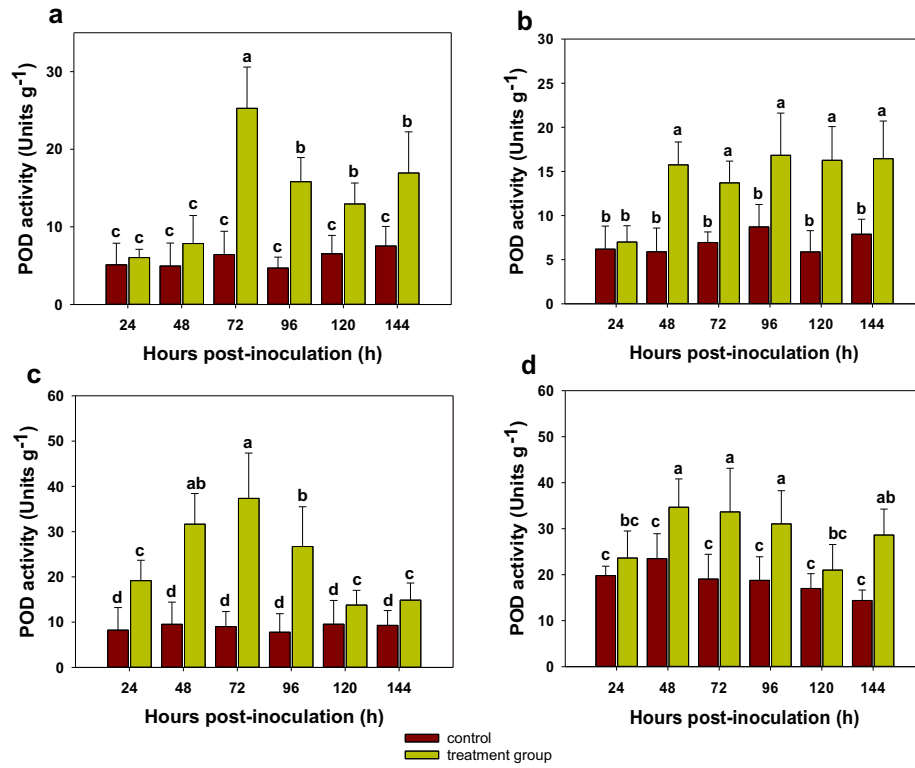 a
POD activity (Units g⁻¹)
30
20
10
0
c c c c c a c b c b c b
24 48 72 96 120 144
Hours post-inoculation (h)
b
POD activity (Units g⁻¹)
30
25
20
15
10
5
0
b b b a b a b a b a b a
24 48 72 96 120 144
Hours post-inoculation (h)
c
POD activity (Units g⁻¹)
60
50
40
30
20
10
0
d c d ab d a d b d c d c
24 48 72 96 120 144
Hours post-inoculation (h)
d
POD activity (Units g⁻¹)
60
50
40
30
20
10
0
c bc c a c a c a c bc c ab
24 48 72 96 120 144
Hours post-inoculation (h)
control
treatment group